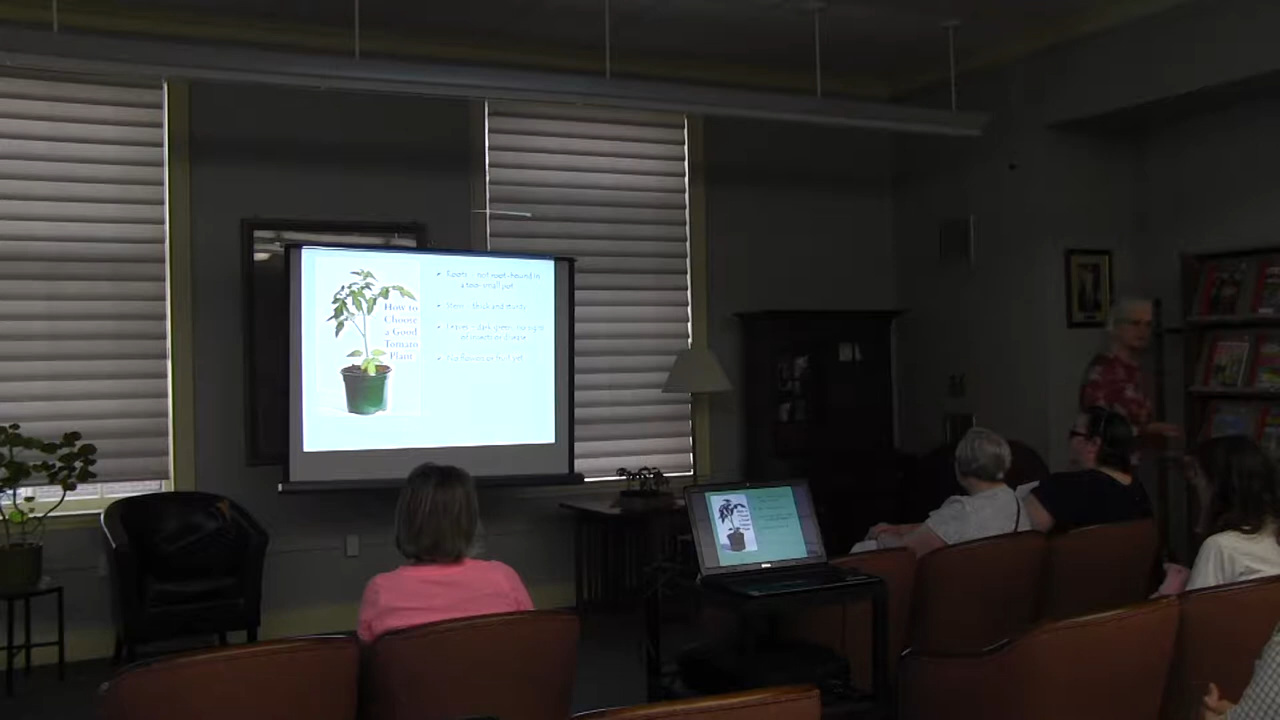 How to
Choose
a Good
Tomato
Plant
✓ Roots - not root-bound in
a too small pot
✓ Stem - thick and sturdy
✓ Leaves - dark green, no sign
of insects or disease
✓ No flowers or fruit yet